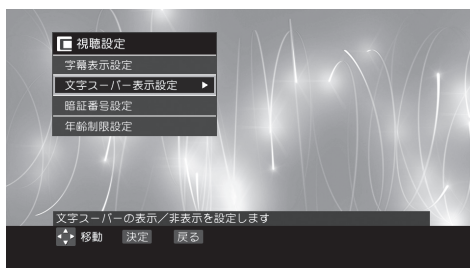 視聴設定
字幕表示設定
文字スーパー表示設定
暗証番号設定
年齢制限設定
文字スーパーの表示／非表示を設定します
移動 決定 戻る